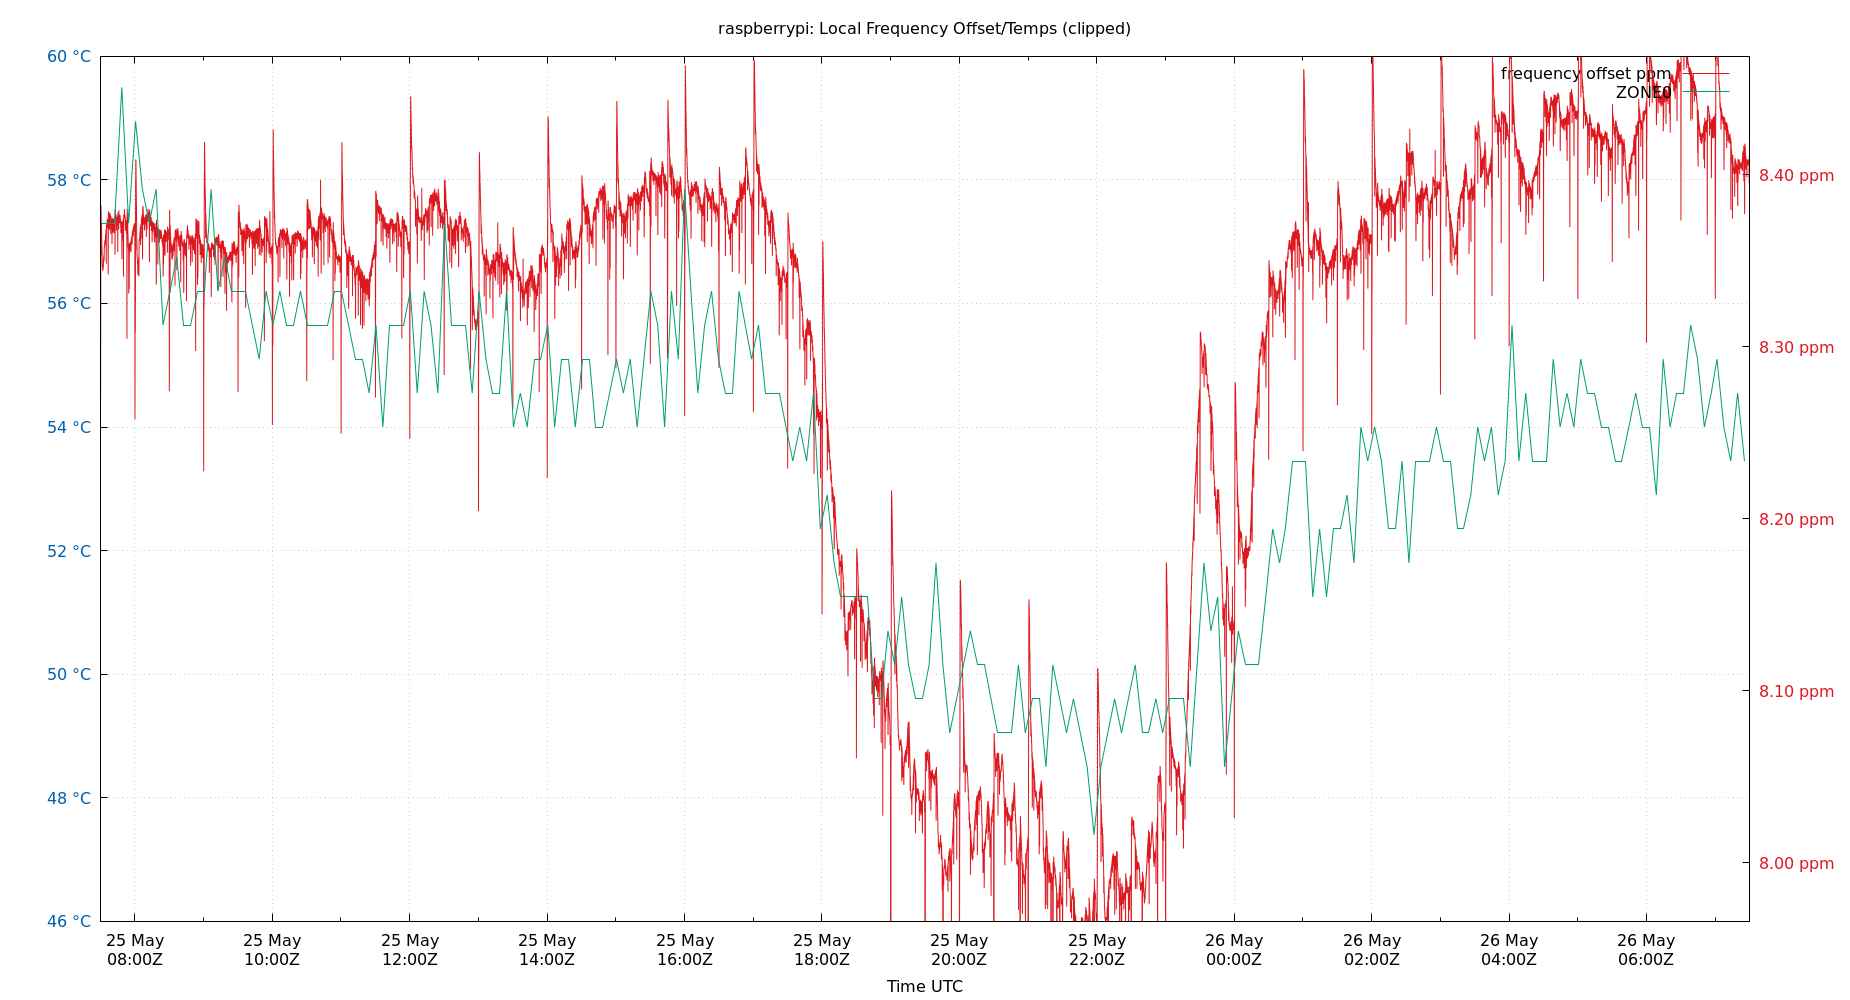 raspberrypi: Local Frequency Offset/Temps (clipped)
60 °C
58 °C
56 °C
54 °C
52 °C
50 °C
48 °C
46 °C
frequency offset ppm
ZONE0
8.40 ppm
8.30 ppm
8.20 ppm
8.10 ppm
8.00 ppm
25 May 25 May 25 May 25 May 25 May 25 May 25 May 25 May 26 May 26 May 26 May 26 May
08:00Z 10:00Z 12:00Z 14:00Z 16:00Z 18:00Z 20:00Z 22:00Z 00:00Z 02:00Z 04:00Z 06:00Z
Time UTC